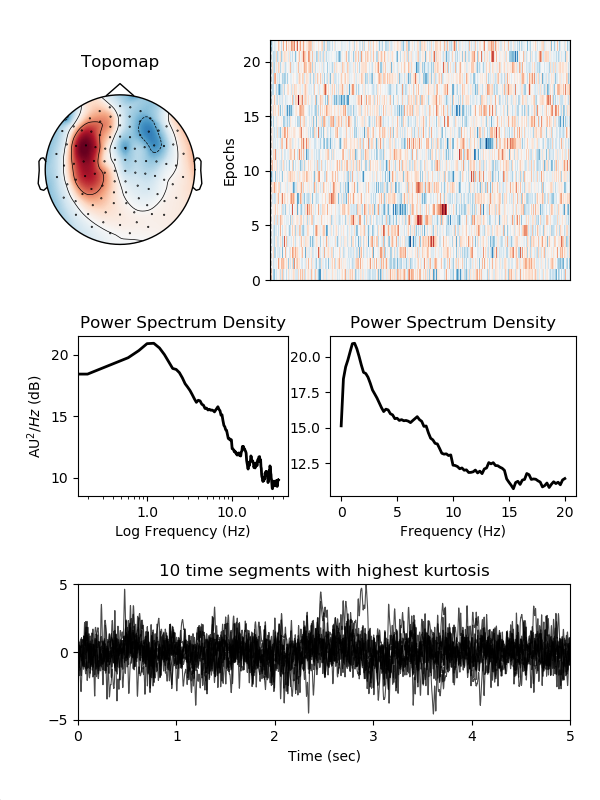 Topomap
Epochs
20
15
10
5
0
Power Spectrum Density
AU²/Hz (dB)
20
15
10
1.0 10.0
Log Frequency (Hz)
Power Spectrum Density
20.0
17.5
15.0
12.5
0 5 10 15 20
Frequency (Hz)
10 time segments with highest kurtosis
5
0
−5
0 1 2 3 4 5
Time (sec)